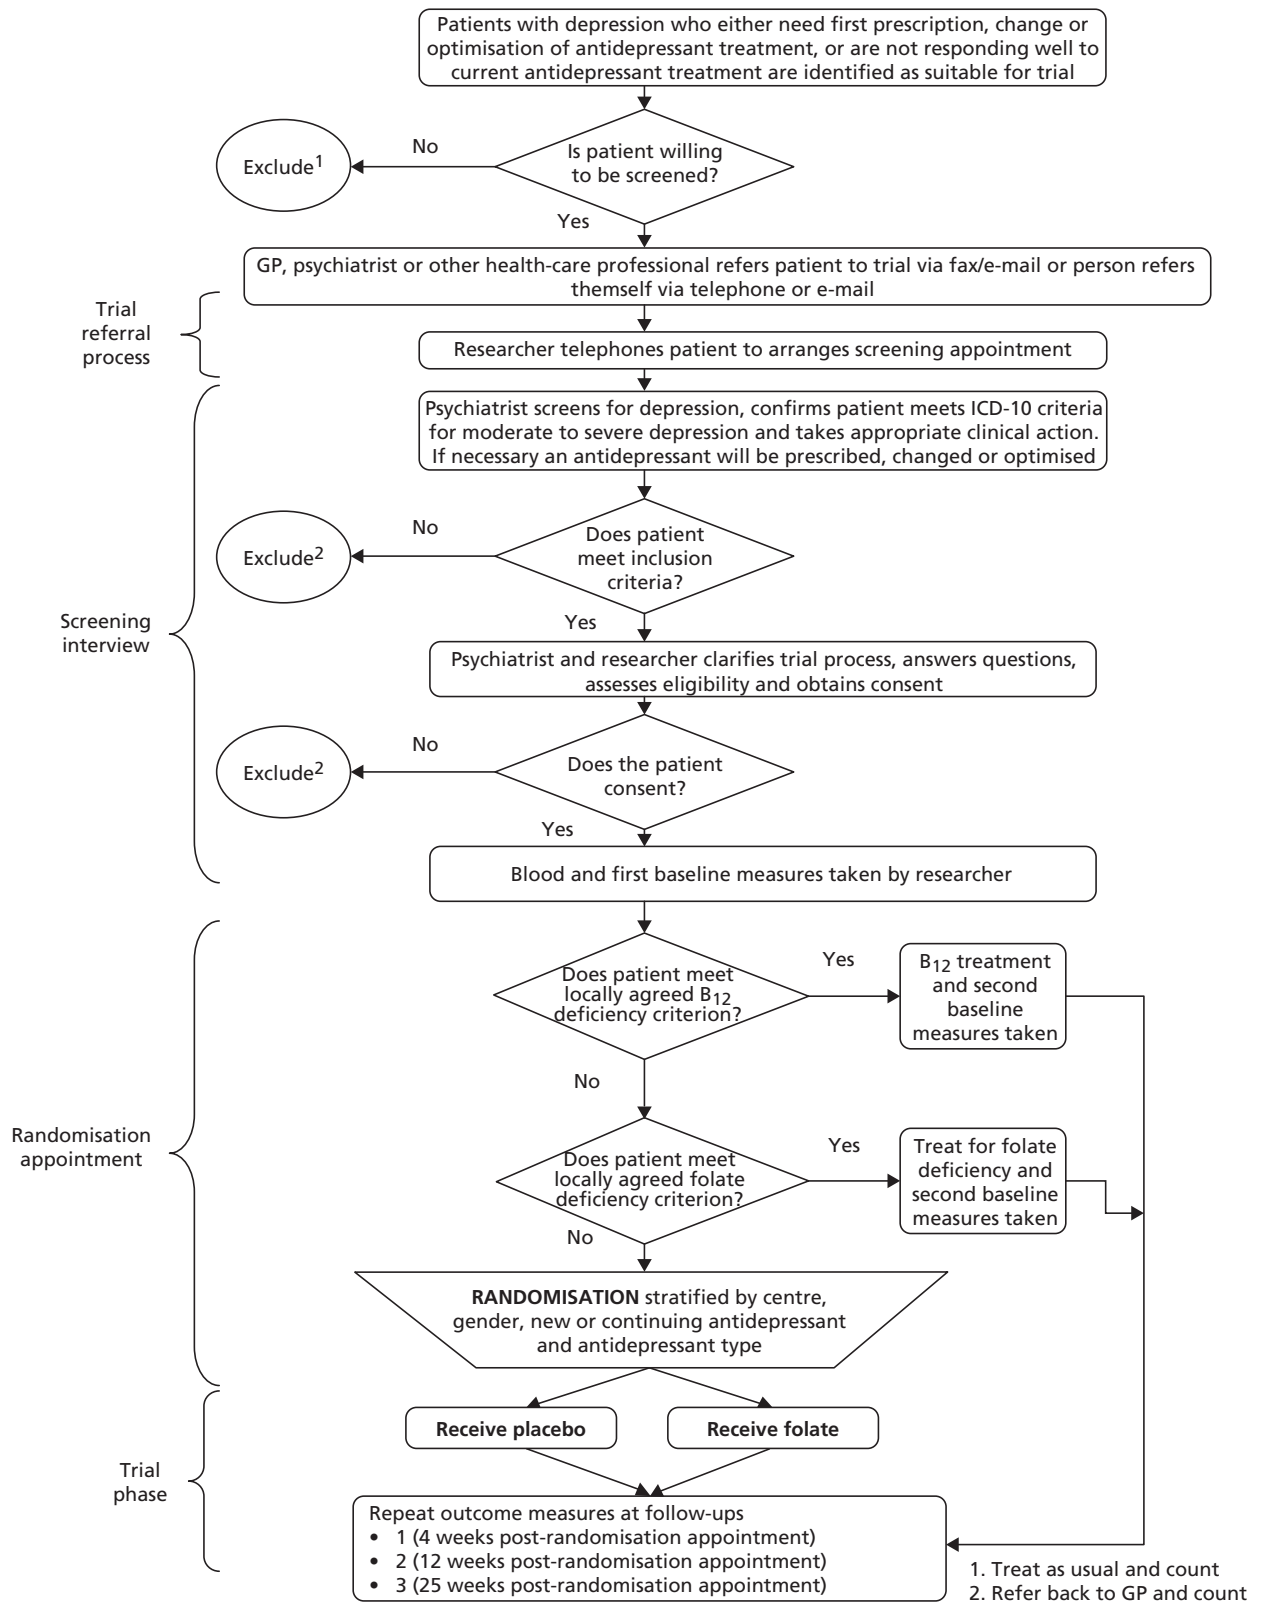 Patients with depression who either need first prescription, change or
optimisation of antidepressant treatment, or are not responding well to
current antidepressant treatment are identified as suitable for trial
Is patient willing
to be screened?
No
Exclude1
Yes
GP, psychiatrist or other health-care professional refers patient to trial via fax/e-mail or person refers
themself via telephone or e-mail
Trial
referral
process
Researcher telephones patient to arranges screening appointment
Psychiatrist screens for depression, confirms patient meets ICD-10 criteria
for moderate to severe depression and takes appropriate clinical action.
If necessary an antidepressant will be prescribed, changed or optimised
Screening
interview
Does patient
meet inclusion
criteria?
No
Exclude2
Yes
Psychiatrist and researcher clarifies trial process, answers questions,
assesses eligibility and obtains consent
Does the patient
consent?
No
Exclude2
Yes
Blood and first baseline measures taken by researcher
Randomisation
appointment
Does patient meet
locally agreed B12
deficiency criterion?
Yes
B12 treatment
and second
baseline
measures taken
No
Does patient meet
locally agreed folate
deficiency criterion?
Yes
Treat for folate
deficiency and
second baseline
measures taken
No
RANDOMISATION stratified by centre,
gender, new or continuing antidepressant
and antidepressant type
Trial
phase
Receive placebo
Receive folate
Repeat outcome measures at follow-ups
• 1 (4 weeks post-randomisation appointment)
• 2 (12 weeks post-randomisation appointment)
• 3 (25 weeks post-randomisation appointment)
1. Treat as usual and count
2. Refer back to GP and count